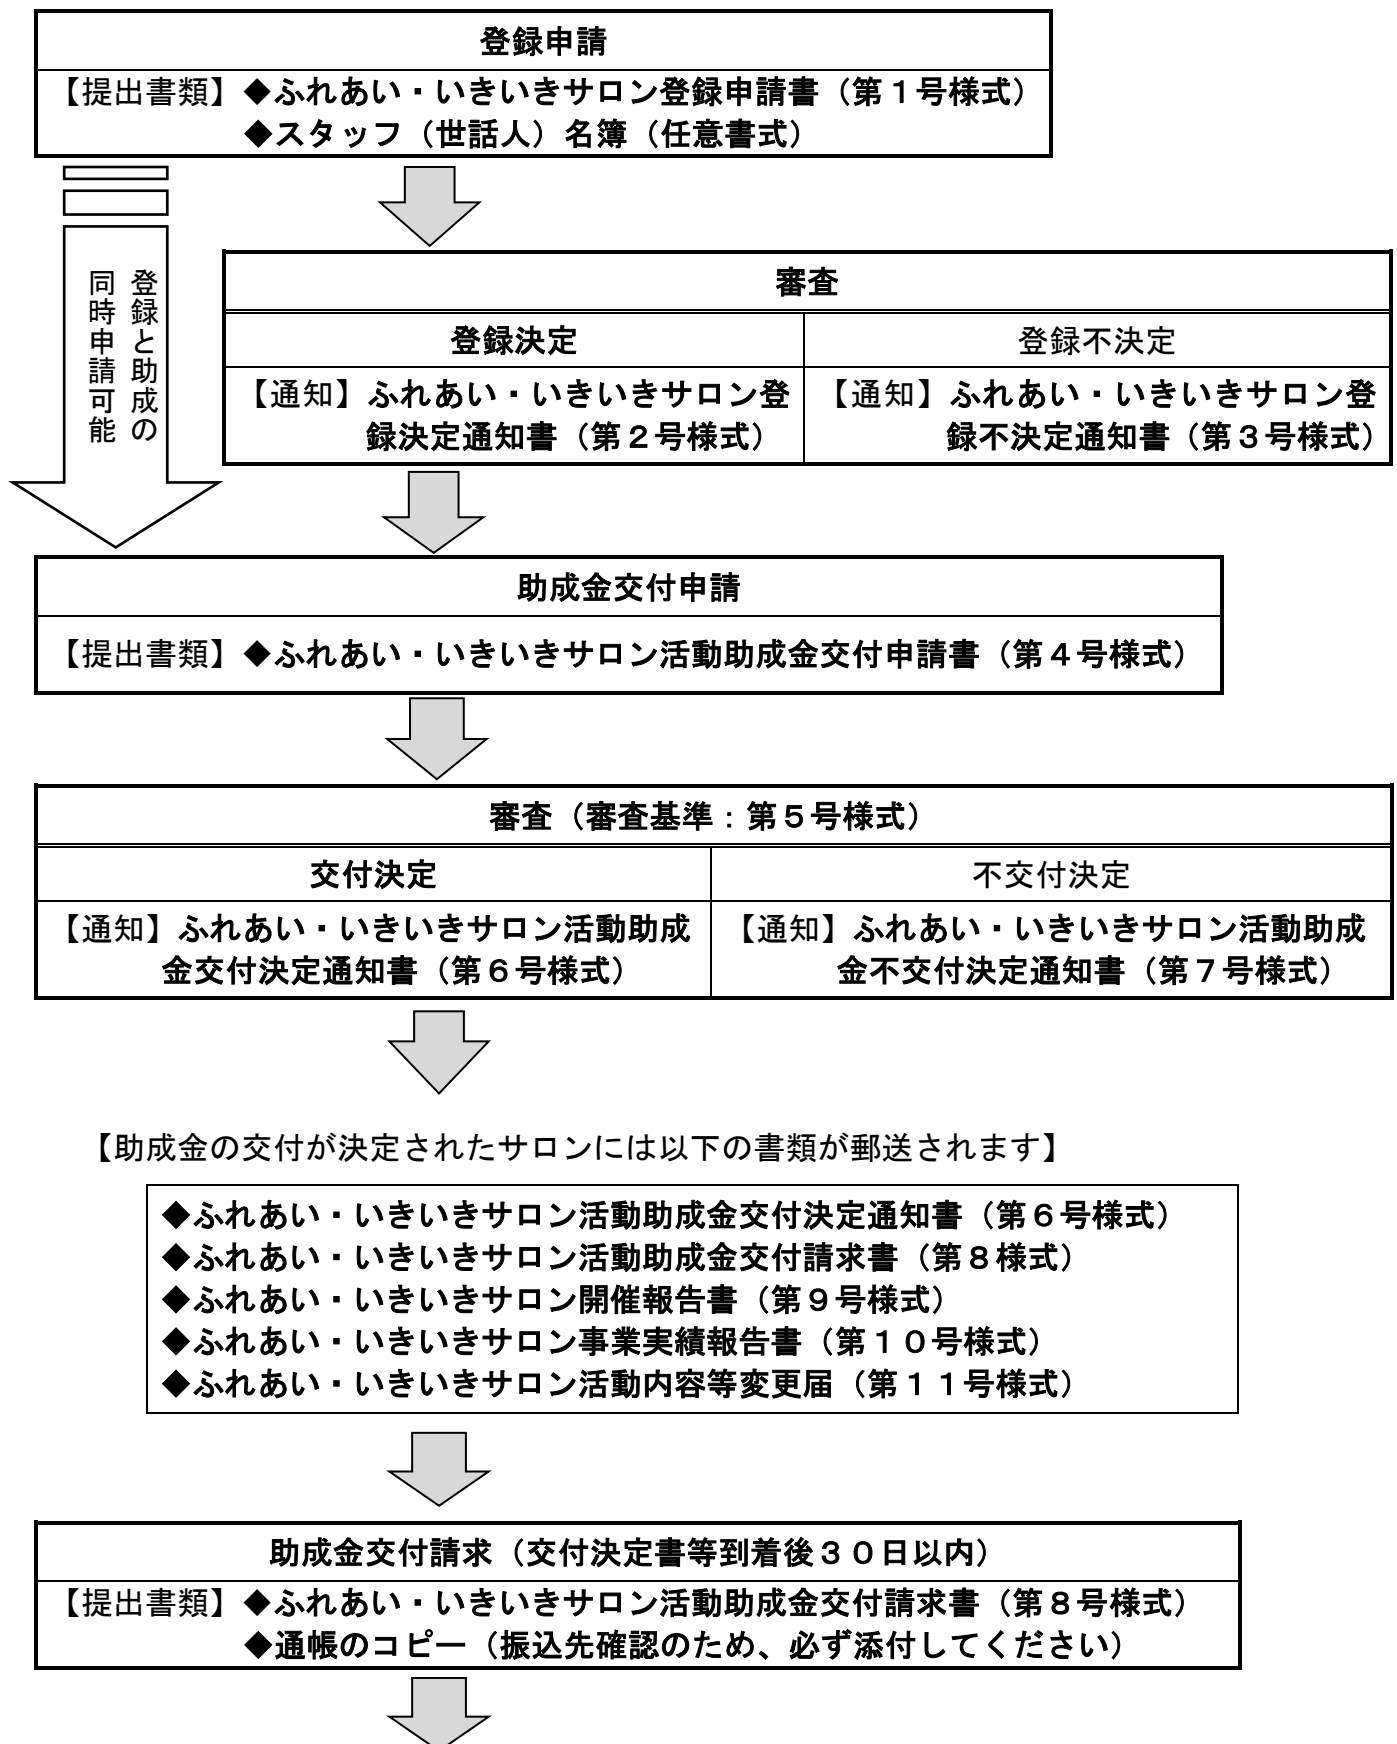 登録申請
【提出書類】◆ふれあい・いきいきサロン登録申請書（第１号様式）
◆スタッフ（世話人）名簿（任意書式）
登録と助成の
同時申請可能
審査
登録決定
登録不決定
【通知】ふれあい・いきいきサロン登
録決定通知書（第２号様式）
【通知】ふれあい・いきいきサロン登
録不決定通知書（第３号様式）
助成金交付申請
【提出書類】◆ふれあい・いきいきサロン活動助成金交付申請書（第４号様式）
審査（審査基準：第５号様式）
交付決定
不交付決定
【通知】ふれあい・いきいきサロン活動助成
金交付決定通知書（第６号様式）
【通知】ふれあい・いきいきサロン活動助成
金不交付決定通知書（第７号様式）
【助成金の交付が決定されたサロンには以下の書類が郵送されます】
◆ふれあい・いきいきサロン活動助成金交付決定通知書（第６号様式）
◆ふれあい・いきいきサロン活動助成金交付請求書（第８様式）
◆ふれあい・いきいきサロン開催報告書（第９号様式）
◆ふれあい・いきいきサロン事業実績報告書（第１０号様式）
◆ふれあい・いきいきサロン活動内容等変更届（第１１号様式）
助成金交付請求（交付決定書等到着後３０日以内）
【提出書類】◆ふれあい・いきいきサロン活動助成金交付請求書（第８号様式）
◆通帳のコピー（振込先確認のため、必ず添付してください）